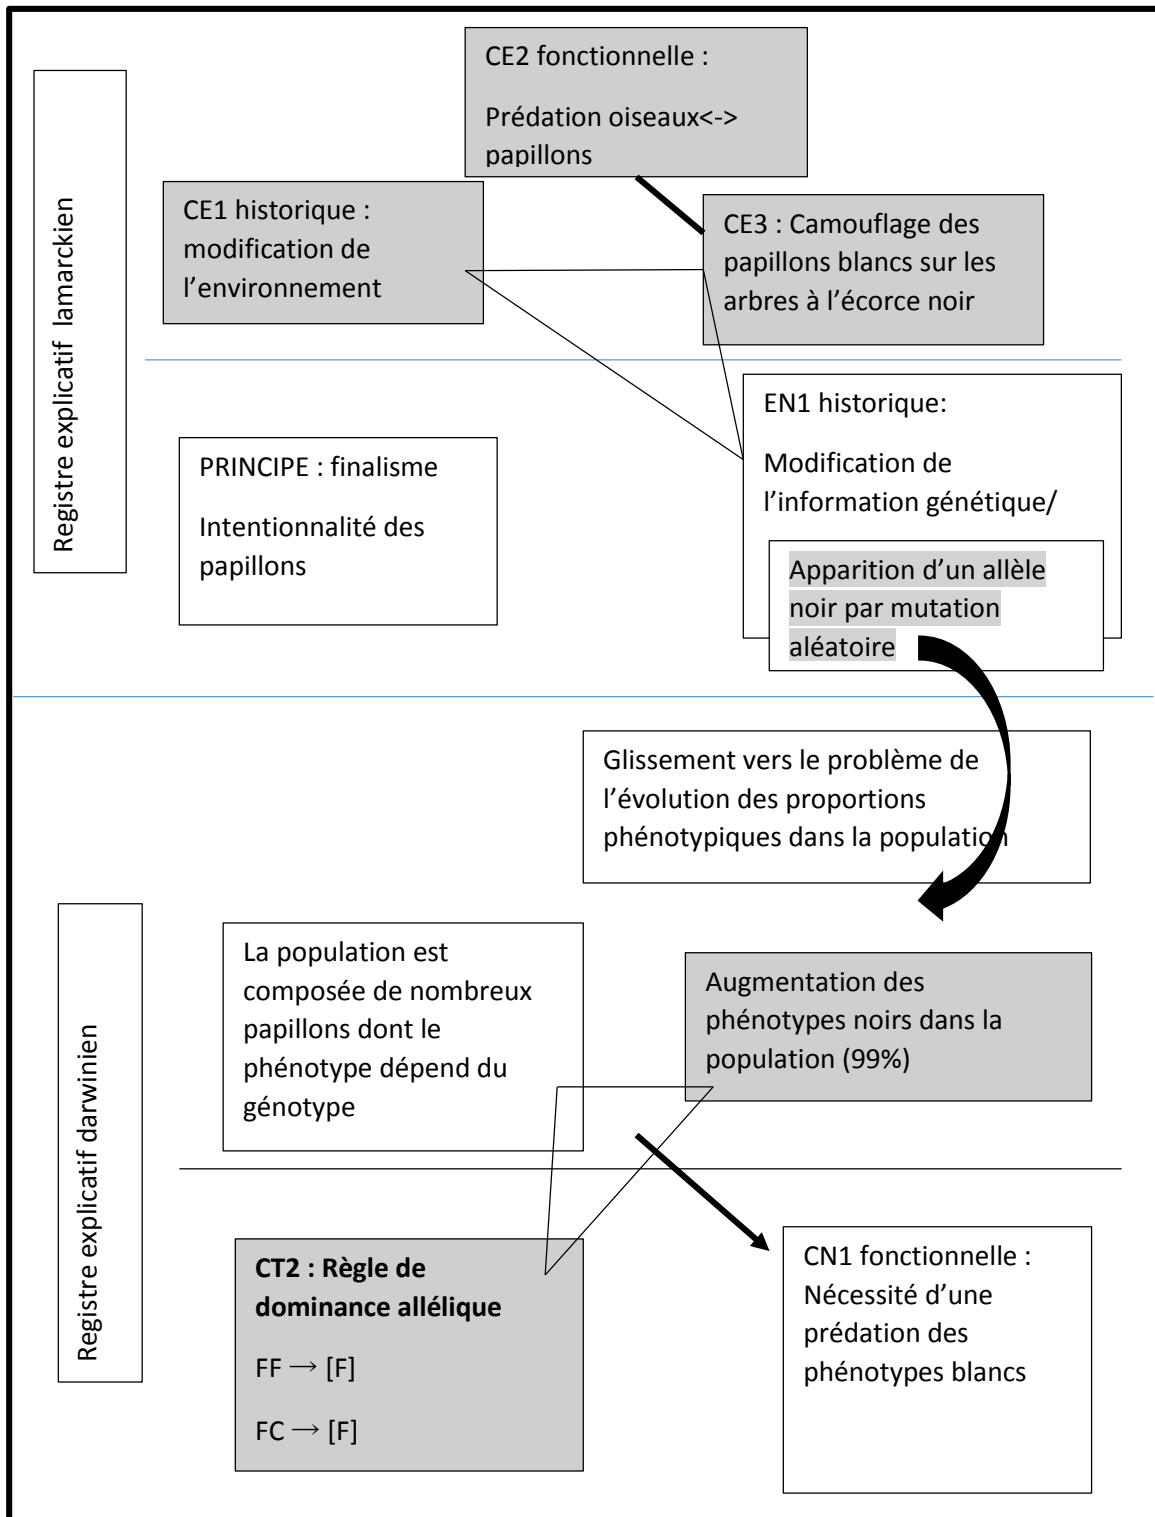 CE2 fonctionnelle :
Prédation oiseaux<->
papillons
Registre explicatif  lamarckien
CE1 historique :
modification de
l’environnement
CE3 : Camouflage des
papillons blancs sur les
arbres à l’écorce noir
PRINCIPE : finalisme
Intentionnalité des
papillons
EN1 historique:
Modification de
l’information génétique/
Apparition d’un allèle
noir par mutation
aléatoire
Glissement vers le problème de
l’évolution des proportions
phénotypiques dans la population
Registre explicatif darwinien
La population est
composée de nombreux
papillons dont le
phénotype dépend du
génotype
Augmentation des
phénotypes noirs dans la
population (99%)
CT2 : Règle de
dominance allélique
FF → [F]
FC → [F]
CN1 fonctionnelle :
Nécessité d’une
prédation des
phénotypes blancs